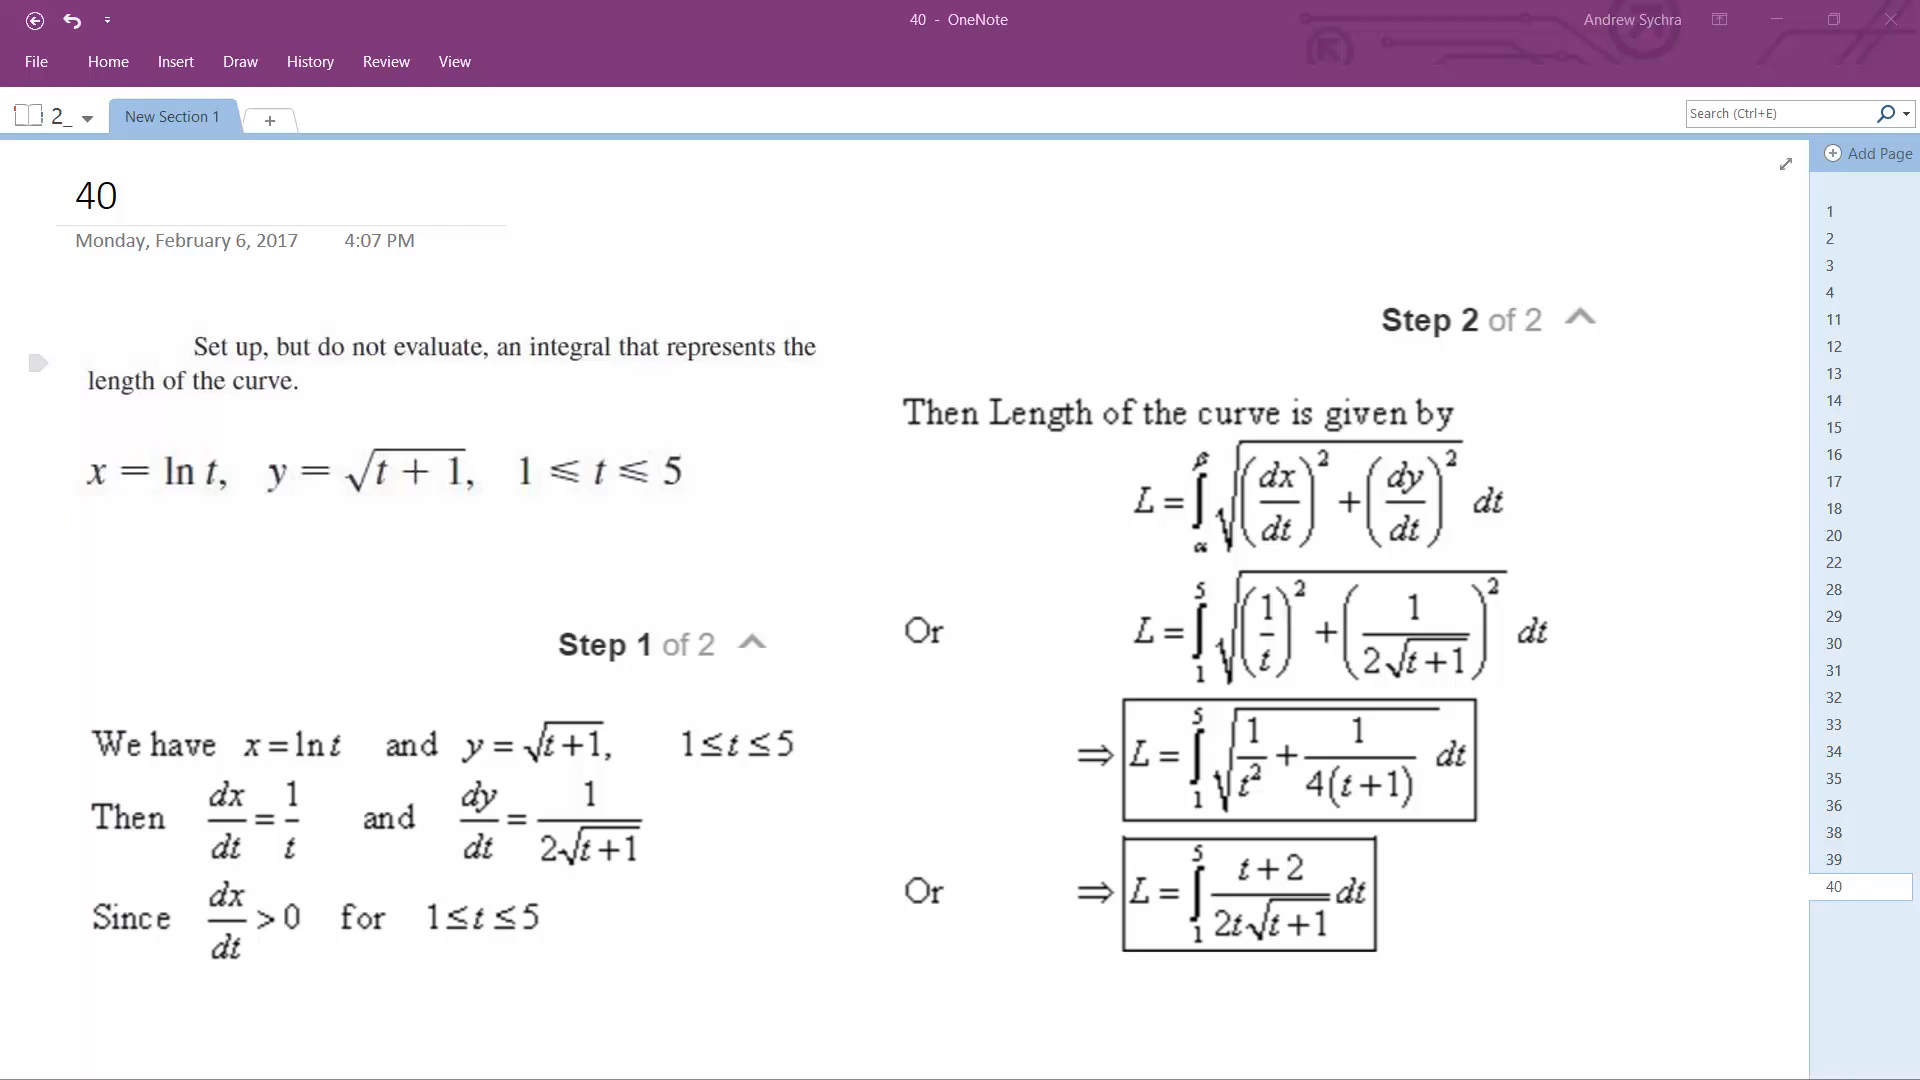 40 - OneNote
Andrew Sychra
File Home Insert Draw History Review View
2_ New Section 1 +
Search (Ctrl+E)
Add Page
40
Monday, February 6, 2017 4:07 PM
Set up, but do not evaluate, an integral that represents the
length of the curve.
x = ln t, y = √(t + 1), 1 ⩽ t ⩽ 5
Step 1 of 2
We have x = ln t and y = √(t+1), 1 ≤ t ≤ 5
Then dx/dt = 1/t and dy/dt = 1/(2√(t+1))
Since dx/dt > 0 for 1 ≤ t ≤ 5
Step 2 of 2
Then Length of the curve is given by
L = ∫_α^β √((dx/dt)² + (dy/dt)²) dt
Or L = ∫_1^5 √((1/t)² + (1/(2√(t+1)))²) dt
⇒ L = ∫_1^5 √(1/t² + 1/(4(t+1))) dt
Or ⇒ L = ∫_1^5 (t+2)/(2t√(t+1)) dt
1
2
3
4
11
12
13
14
15
16
17
18
20
22
28
29
30
31
32
33
34
35
36
38
39
40